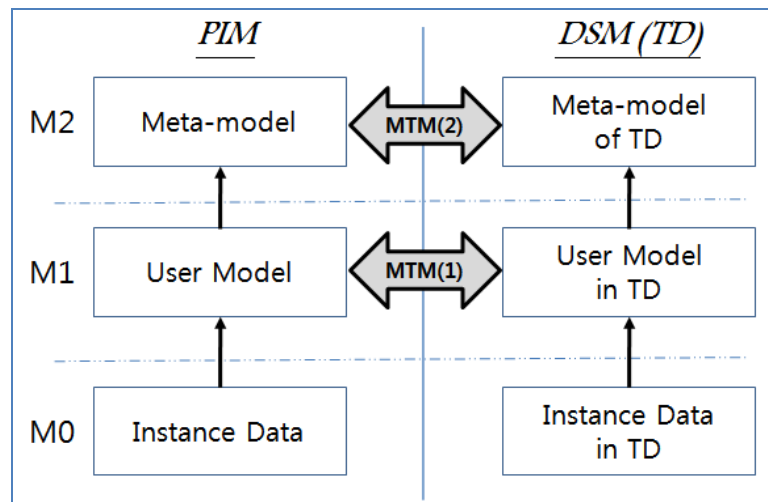 PIM
DSM (TD)
M2
Meta-model
MTM(2)
Meta-model
of TD
M1
User Model
MTM(1)
User Model
in TD
M0
Instance Data
Instance Data
in TD